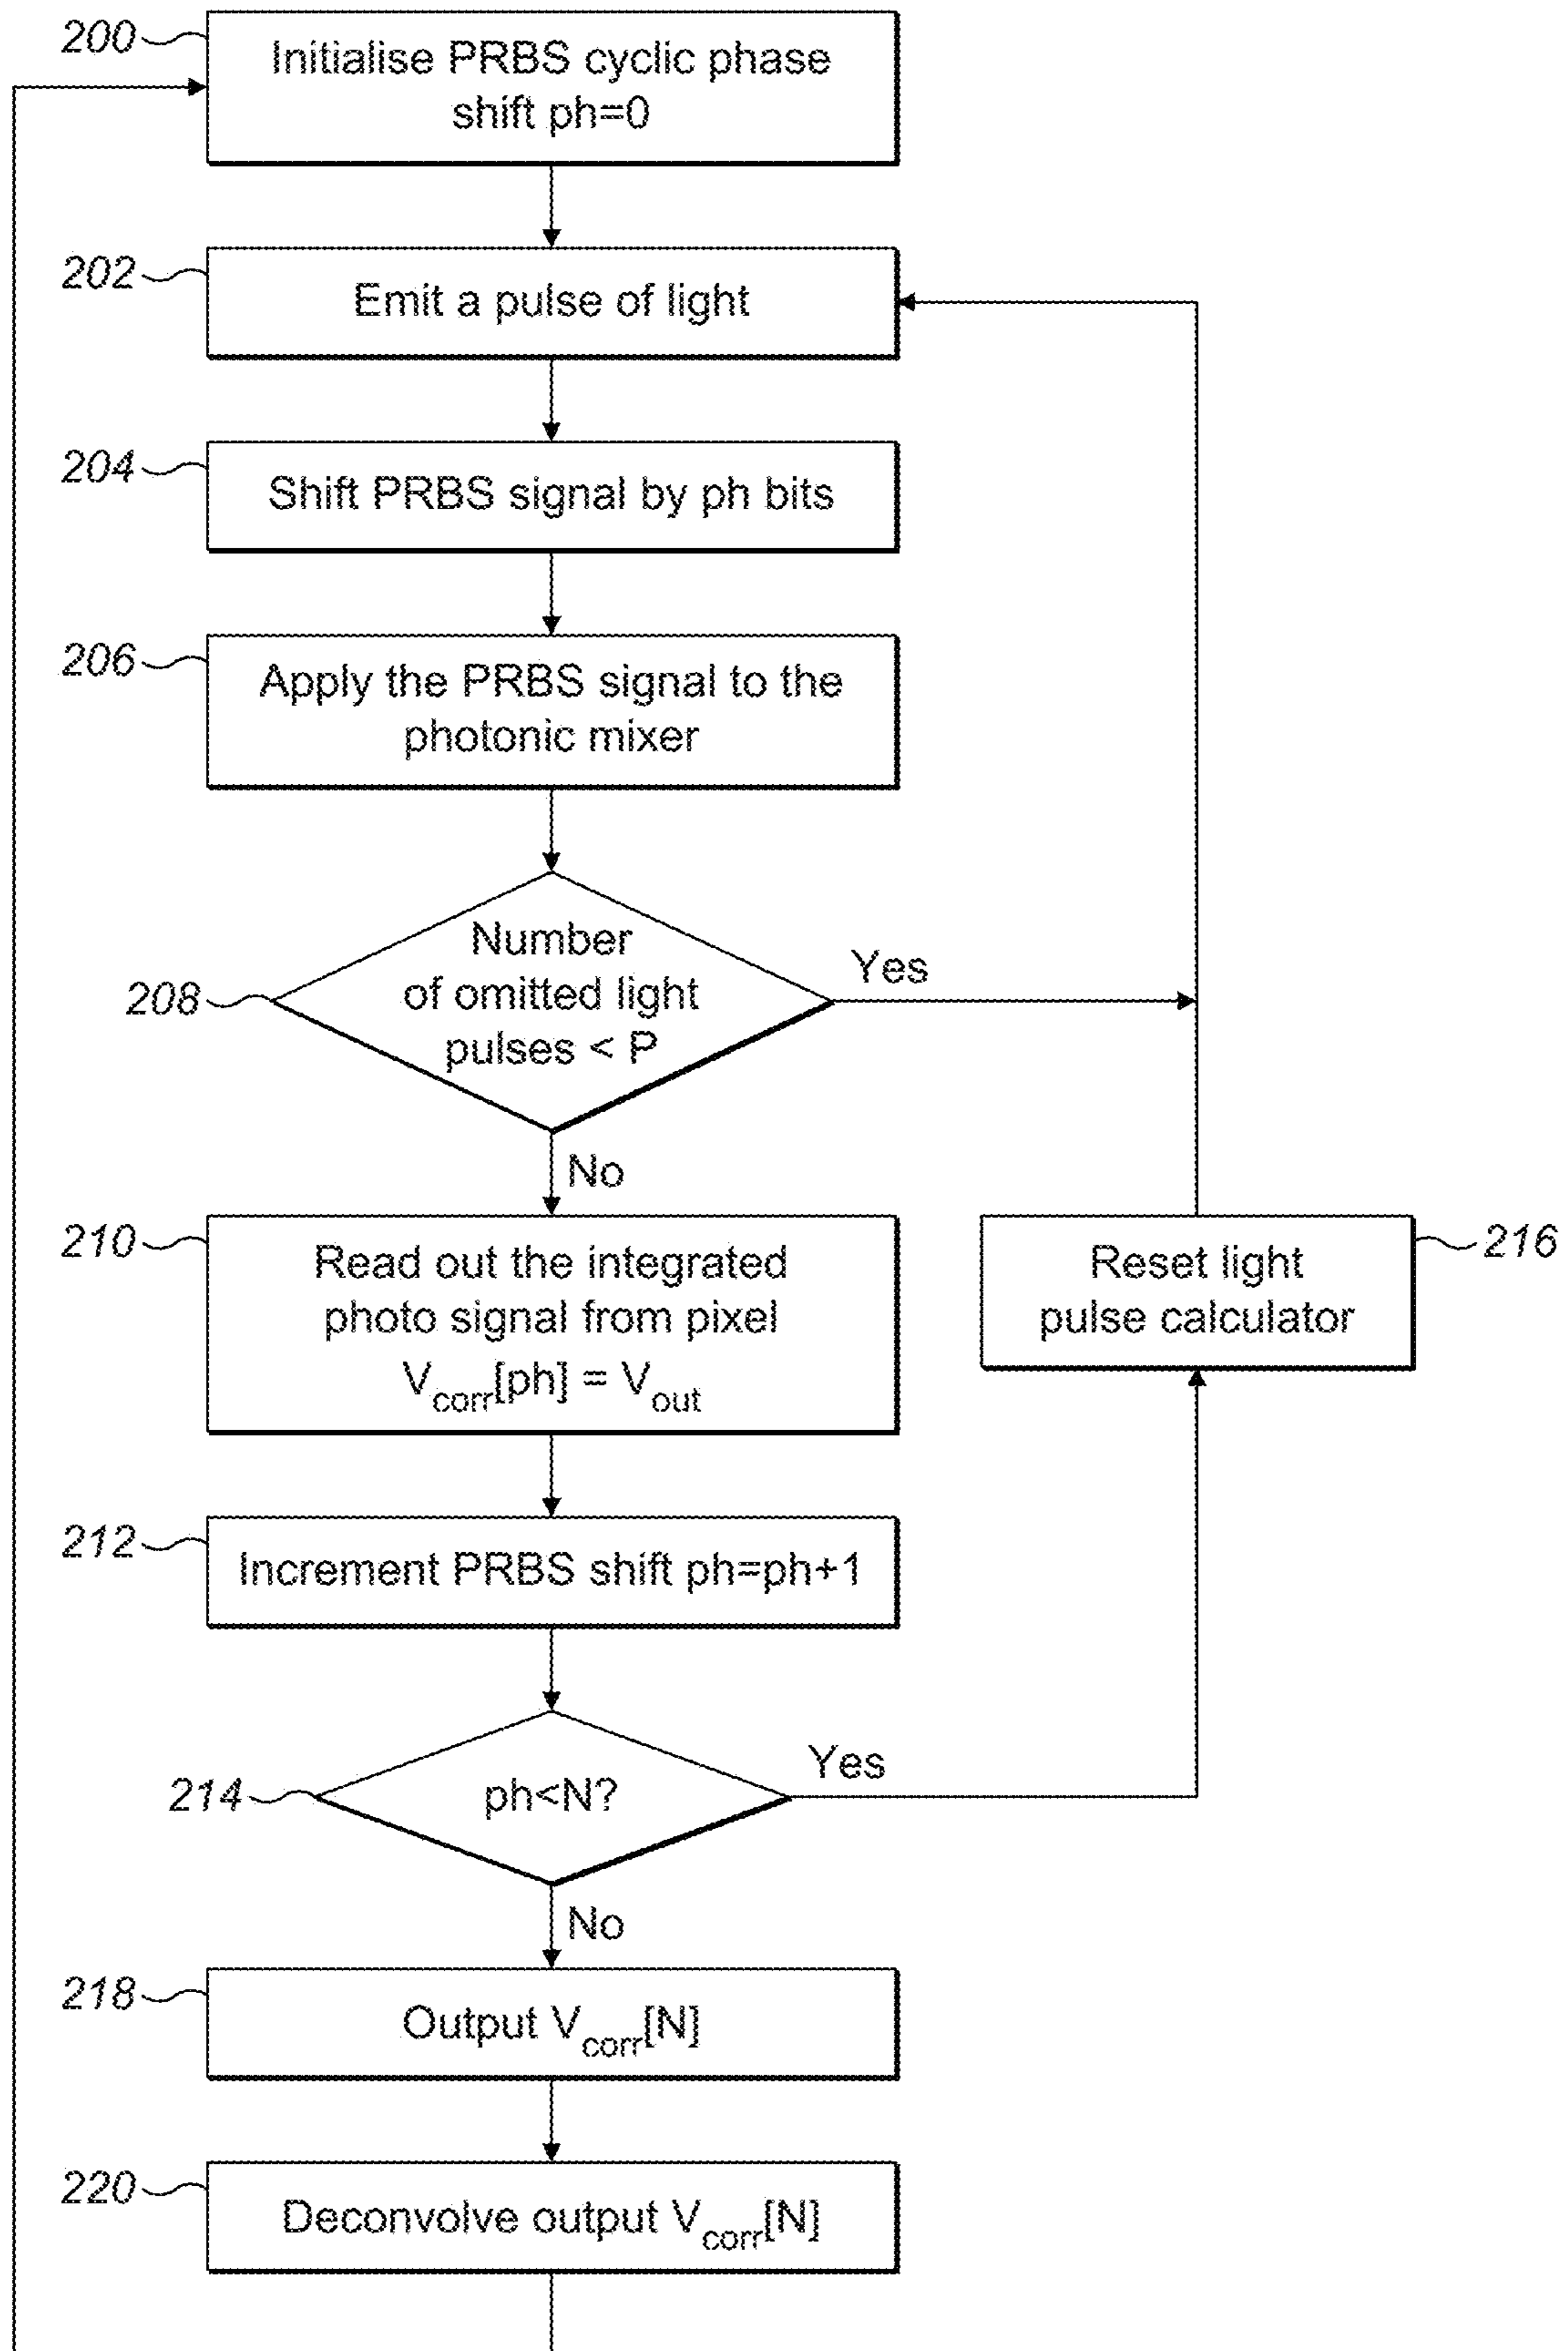 200
Initialise PRBS cyclic phase
shift ph=0
202
Emit a pulse of light
204
Shift PRBS signal by ph bits
206
Apply the PRBS signal to the
photonic mixer
208
Number
of omitted light
pulses < P
Yes
No
210
Read out the integrated
photo signal from pixel
Vcorr[ph] = Vout
Reset light
pulse calculator
216
212
Increment PRBS shift ph=ph+1
214
ph<N?
Yes
No
218
Output Vcorr[N]
220
Deconvolve output Vcorr[N]